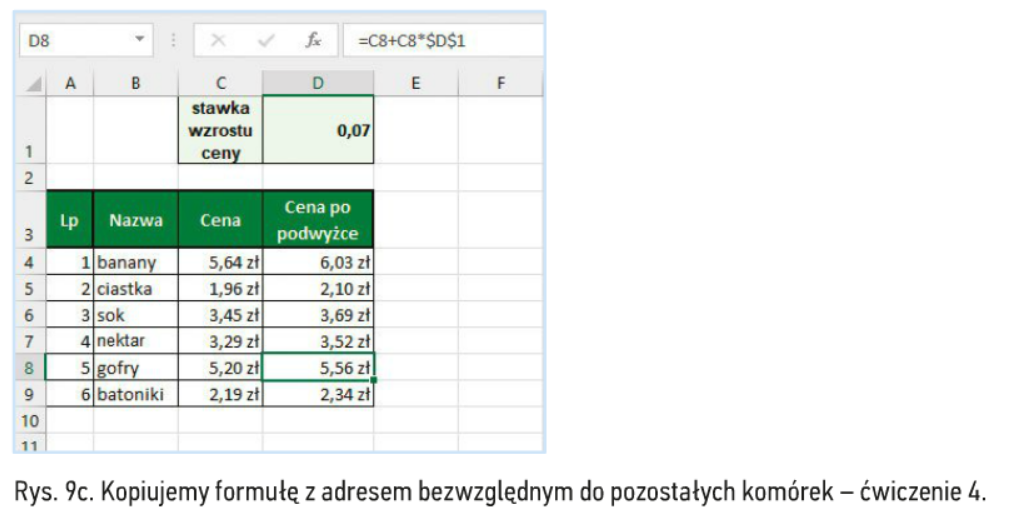 D8 fx =C8+C8*$D$1
A B C D E F
1 stawka wzrostu ceny 0,07
2
3 Lp Nazwa Cena Cena po podwyżce
4 1 banany 5,64 zł 6,03 zł
5 2 ciastka 1,96 zł 2,10 zł
6 3 sok 3,45 zł 3,69 zł
7 4 nektar 3,29 zł 3,52 zł
8 5 gofry 5,20 zł 5,56 zł
9 6 batoniki 2,19 zł 2,34 zł
10
11
Rys. 9c. Kopiujemy formułę z adresem bezwzględnym do pozostałych komórek – ćwiczenie 4.